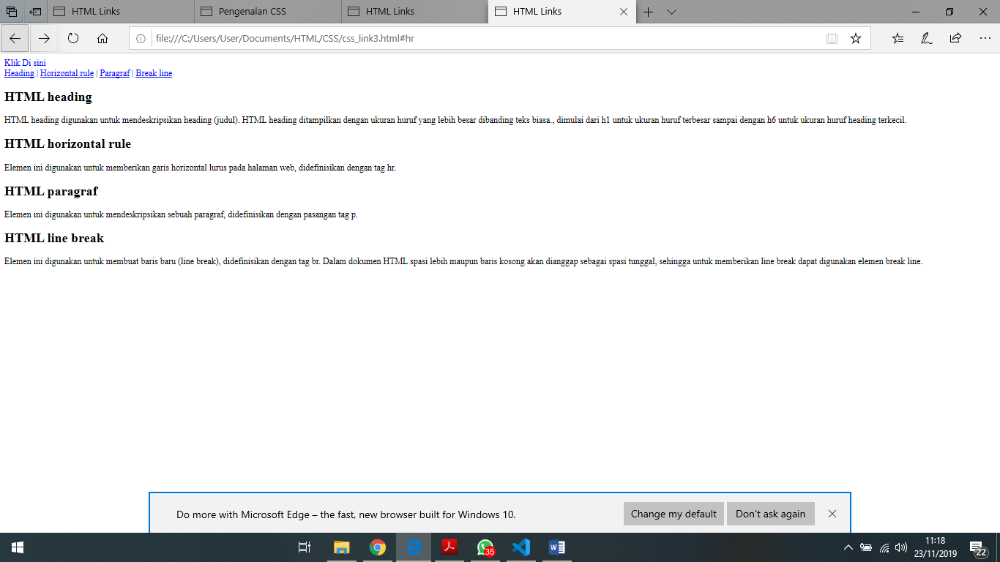 HTML Links
Pengenalan CSS
HTML Links
HTML Links
file:///C:/Users/User/Documents/HTML/CSS/css_link3.html#hr
Klik Di sini
Heading | Horizontal rule | Paragraf | Break line
HTML heading
HTML heading digunakan untuk mendeskripsikan heading (judul). HTML heading ditampilkan dengan ukuran huruf yang lebih besar dibanding teks biasa., dimulai dari h1 untuk ukuran huruf terbesar sampai dengan h6 untuk ukuran huruf heading terkecil.
HTML horizontal rule
Elemen ini digunakan untuk memberikan garis horizontal lurus pada halaman web, didefinisikan dengan tag hr.
HTML paragraf
Elemen ini digunakan untuk mendeskripsikan sebuah paragraf, didefinisikan dengan pasangan tag p.
HTML line break
Elemen ini digunakan untuk membuat baris baru (line break), didefinisikan dengan tag br. Dalam dokumen HTML spasi lebih maupun baris kosong akan dianggap sebagai spasi tunggal, sehingga untuk memberikan line break dapat digunakan elemen break line.
Do more with Microsoft Edge – the fast, new browser built for Windows 10.
Change my default
Don't ask again
35
11:18
23/11/2019
22